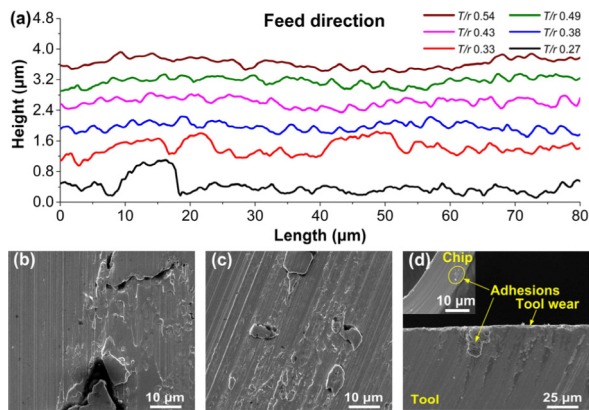 (a)
Feed direction
T/r 0.54
T/r 0.49
T/r 0.43
T/r 0.38
T/r 0.33
T/r 0.27
Height (μm)
4.8
4.0
3.2
2.4
1.6
0.8
0.0
0 10 20 30 40 50 60 70 80
Length (μm)
(b)
10 μm
(c)
10 μm
(d)
Chip
10 μm
Adhesions
Tool wear
Tool
25 μm